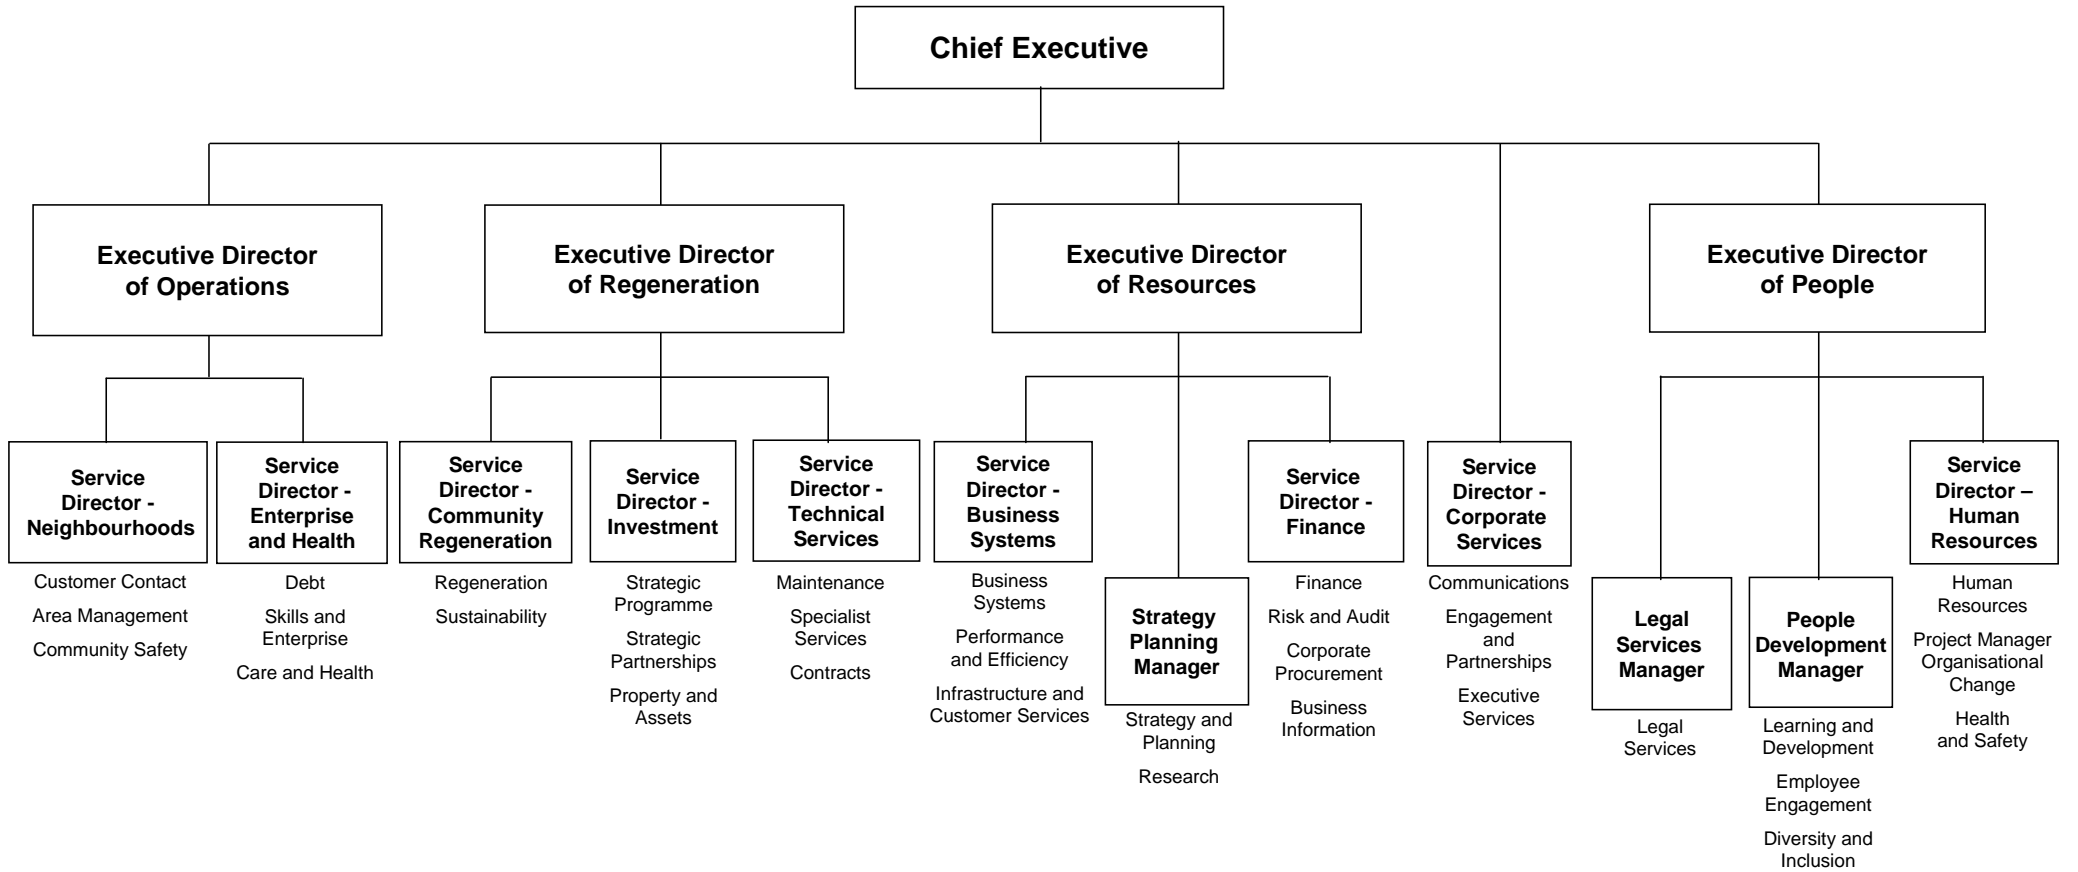 Chief Executive
Executive Director
of Operations
Executive Director
of Regeneration
Executive Director
of Resources
Executive Director
of People
Service
Director -
Neighbourhoods
Customer Contact
Area Management
Community Safety
Service
Director -
Enterprise
and Health
Debt
Skills and
Enterprise
Care and Health
Service
Director -
Community
Regeneration
Regeneration
Sustainability
Service
Director -
Investment
Strategic
Programme
Strategic
Partnerships
Property and
Assets
Service
Director -
Technical
Services
Maintenance
Specialist
Services
Contracts
Service
Director -
Business
Systems
Business
Systems
Performance
and Efficiency
Infrastructure and
Customer Services
Strategy
Planning
Manager
Strategy and
Planning
Research
Service
Director -
Finance
Finance
Risk and Audit
Corporate
Procurement
Business
Information
Service
Director -
Corporate
Services
Communications
Engagement
and
Partnerships
Executive
Services
Legal
Services
Manager
Legal
Services
People
Development
Manager
Learning and
Development
Employee
Engagement
Diversity and
Inclusion
Service
Director –
Human
Resources
Human
Resources
Project Manager
Organisational
Change
Health
and Safety